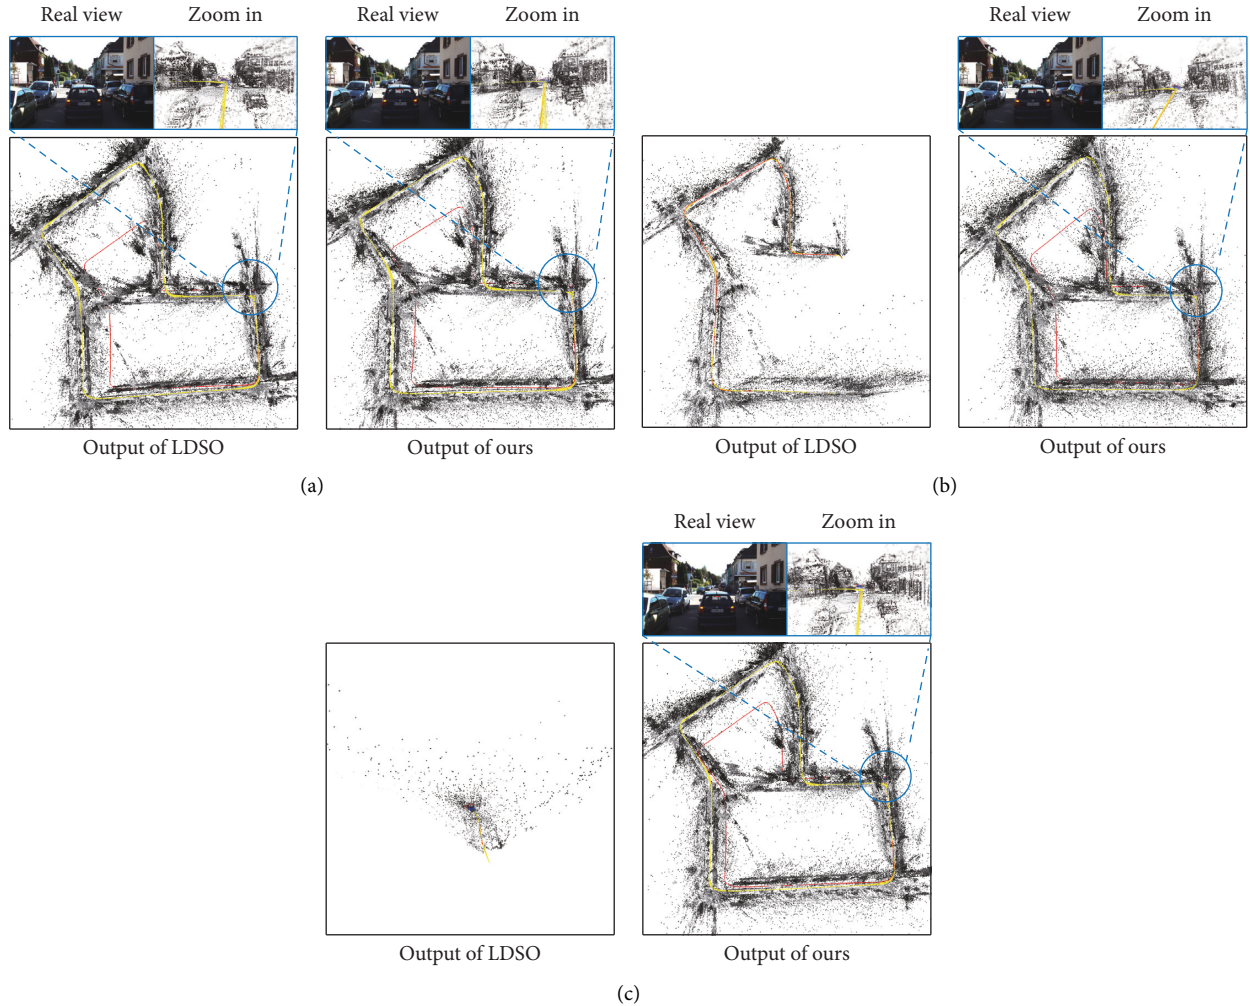 Real view Zoom in Real view Zoom in Real view Zoom in
Output of LDSO Output of ours Output of LDSO Output of ours
(a) (b)
Real view Zoom in
Output of LDSO Output of ours
(c)